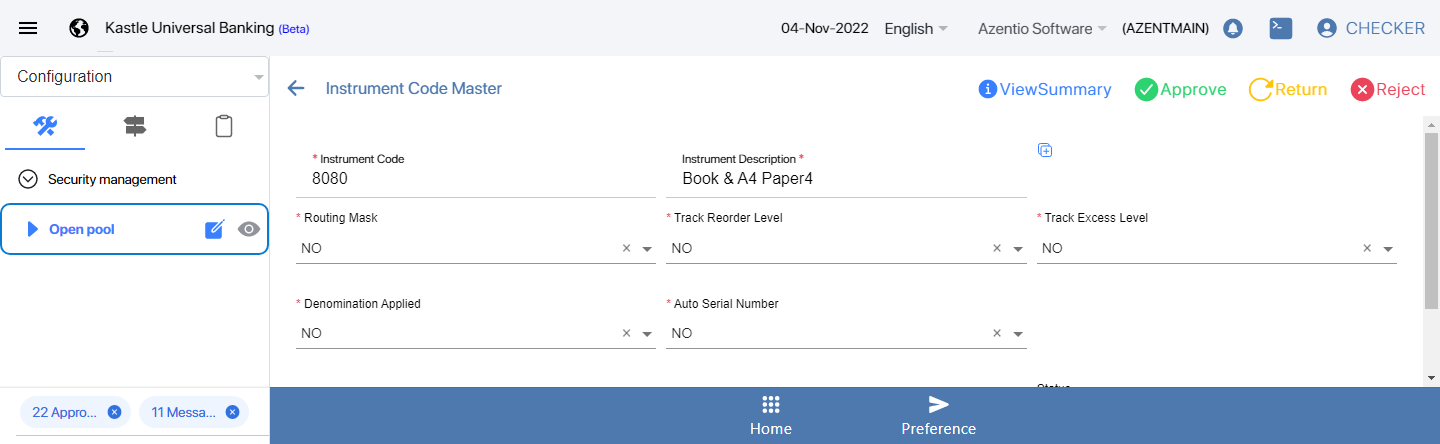 Kastle Universal Banking (Beta)
04-Nov-2022 English Azentio Software (AZENTMAIN) CHECKER
Configuration
Instrument Code Master
ViewSummary Approve Return Reject
Security management
Open pool
* Instrument Code
8080
Instrument Description *
Book & A4 Paper4
* Routing Mask
NO
* Track Reorder Level
NO
* Track Excess Level
NO
* Denomination Applied
NO
* Auto Serial Number
NO
Status
22 Appro...
11 Messa...
Home
Preference